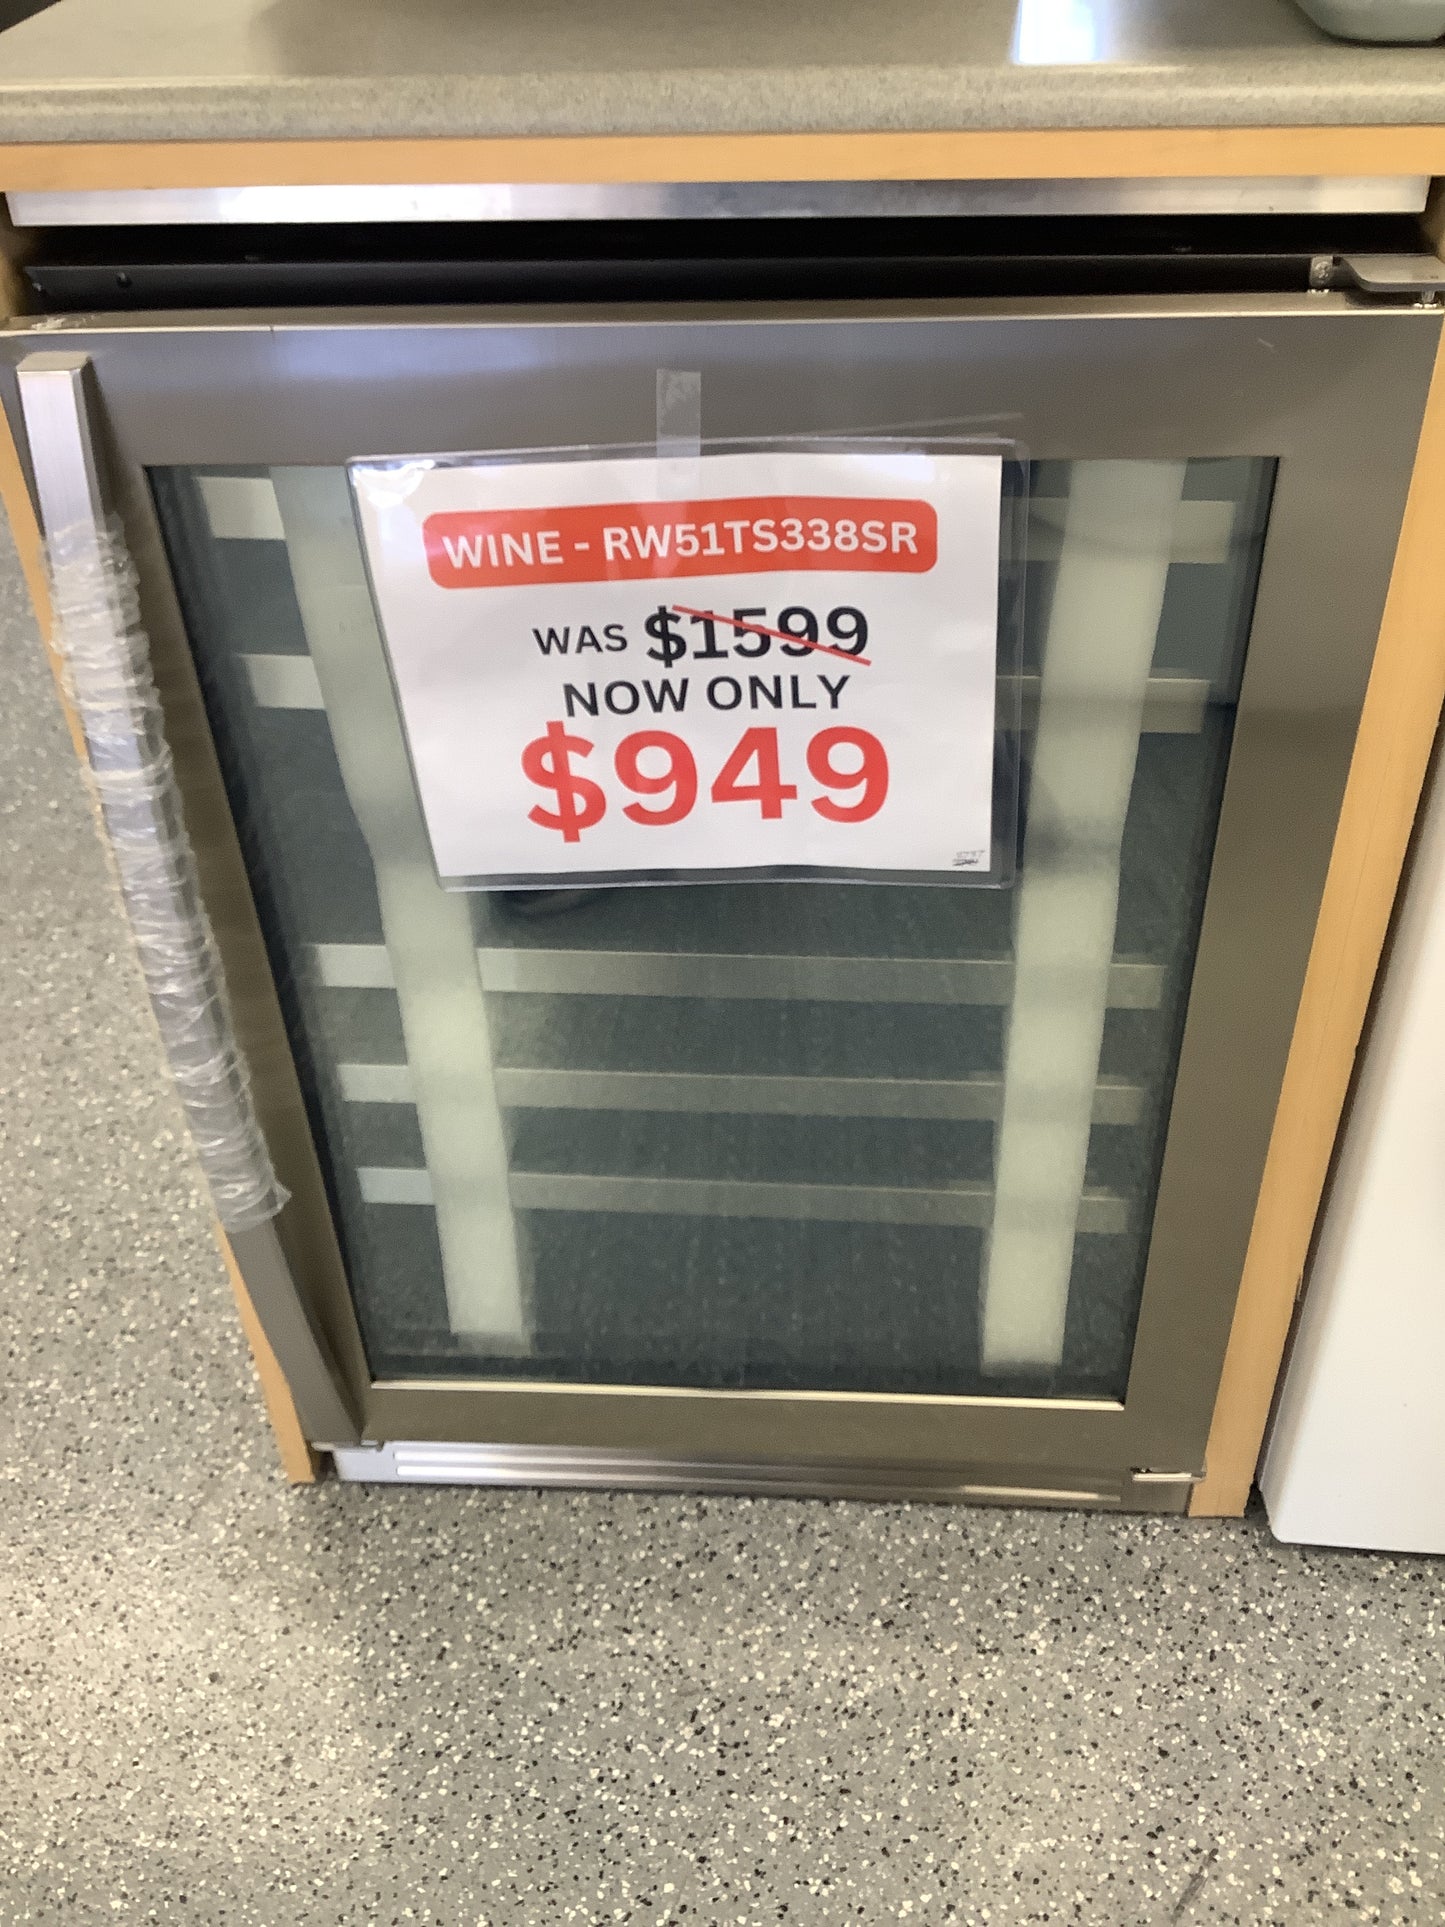 WINE - RW51TS338SR
WAS $1599
NOW ONLY
$949